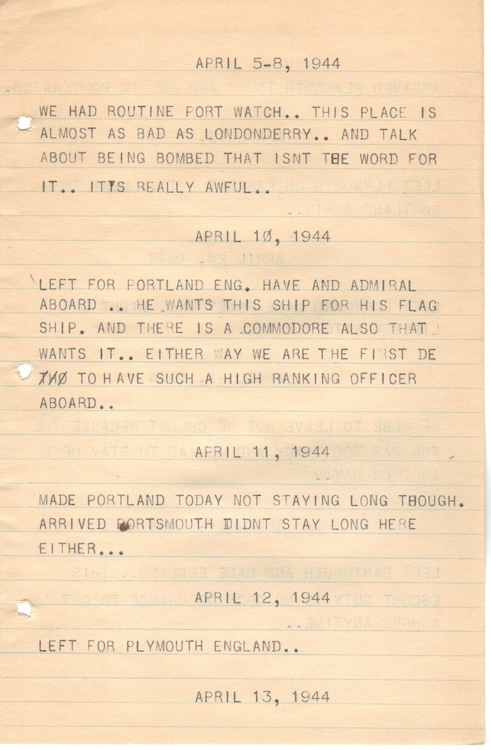 APRIL 5-8, 1944
WE HAD ROUTINE PORT WATCH.. THIS PLACE IS
ALMOST AS BAD AS LONDONDERRY.. AND TALK
ABOUT BEING BOMBED THAT ISNT THE WORD FOR
IT.. ITS REALLY AWFUL..
APRIL 10, 1944
LEFT FOR PORTLAND ENG. HAVE AND ADMIRAL
ABOARD .. HE WANTS THIS SHIP FOR HIS FLAG
SHIP. AND THERE IS A COMMODORE ALSO THAT
WANTS IT.. EITHER WAY WE ARE THE FIRST DE
TO HAVE SUCH A HIGH RANKING OFFICER
ABOARD..
APRIL 11, 1944
MADE PORTLAND TODAY NOT STAYING LONG THOUGH.
ARRIVED PORTSMOUTH DIDNT STAY LONG HERE
EITHER...
APRIL 12, 1944
LEFT FOR PLYMOUTH ENGLAND..
APRIL 13, 1944